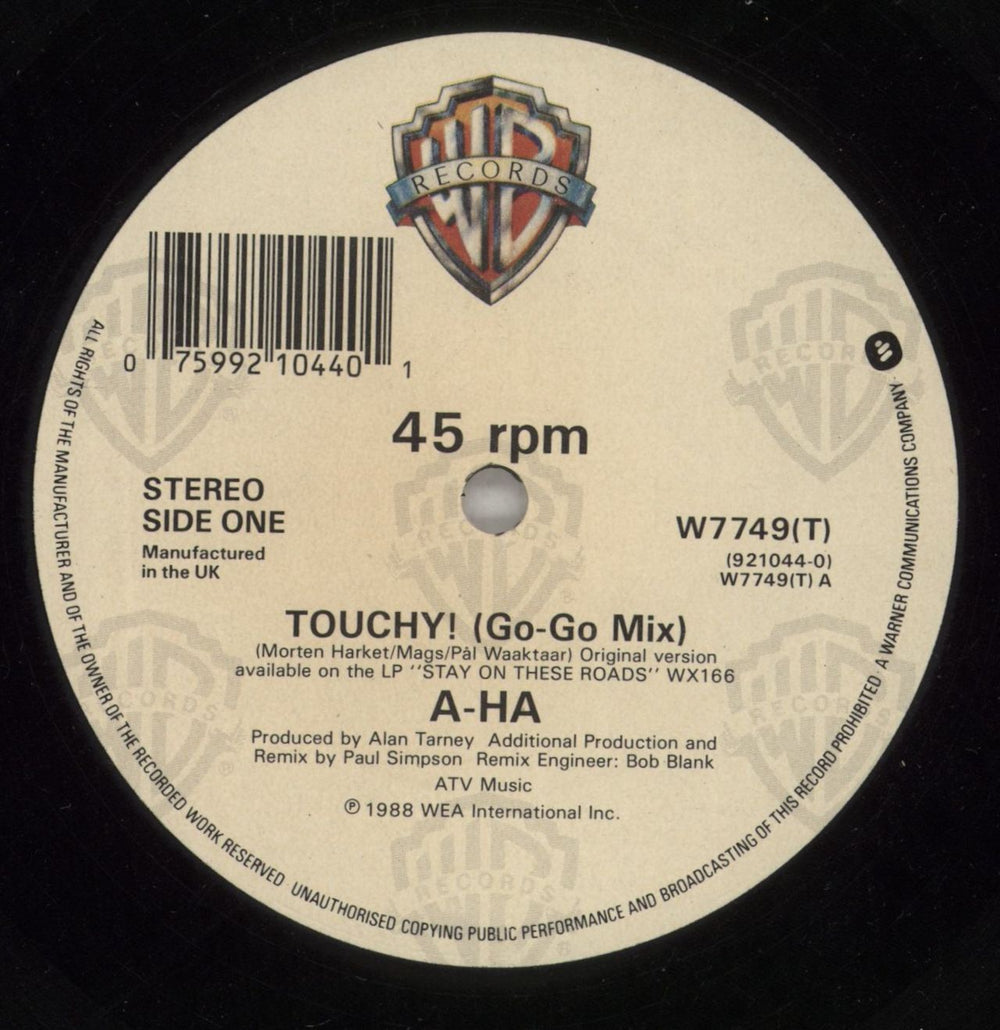 WB
RECORDS
0 75992 10440 1
45 rpm
STEREO
SIDE ONE
Manufactured
in the UK
W7749(T)
(921044-0)
W7749(T) A
TOUCHY! (Go-Go Mix)
(Morten Harket/Mags/Pål Waaktaar) Original version
available on the LP ‘‘STAY ON THESE ROADS’’ WX166
A-HA
Produced by Alan Tarney Additional Production and
Remix by Paul Simpson Remix Engineer: Bob Blank
ATV Music
℗ 1988 WEA International Inc.
ALL RIGHTS OF THE MANUFACTURER AND OF THE OWNER OF THE RECORDED WORK RESERVED · UNAUTHORISED COPYING PUBLIC PERFORMANCE AND BROADCASTING OF THIS RECORD PROHIBITED · A WARNER COMMUNICATIONS COMPANY